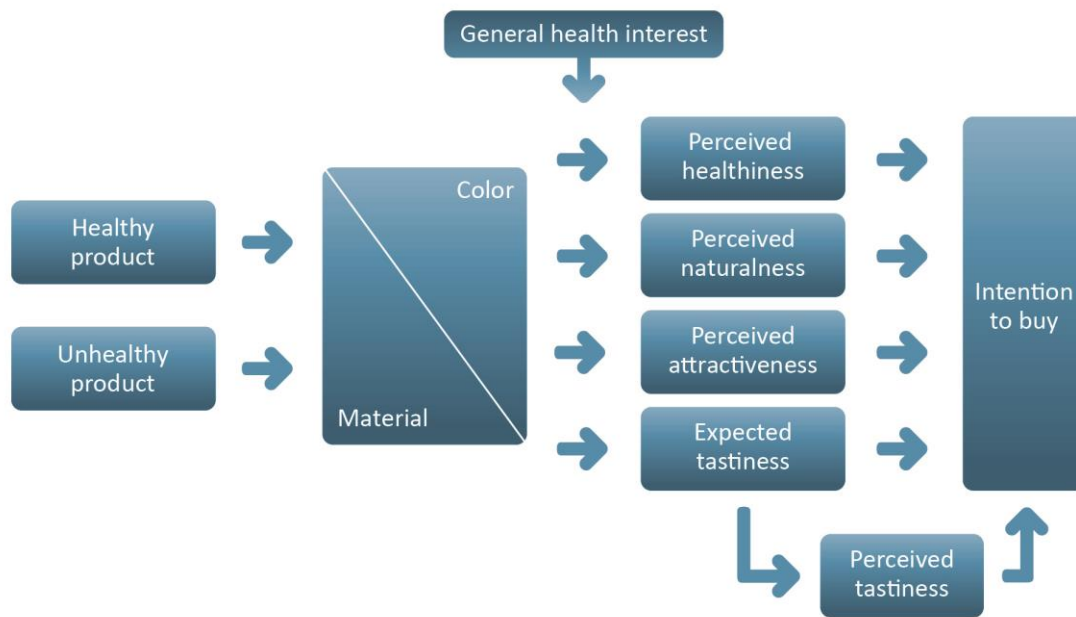 General health interest
Healthy
product
Unhealthy
product
Color
Material
Perceived
healthiness
Perceived
naturalness
Perceived
attractiveness
Expected
tastiness
Perceived
tastiness
Intention
to buy